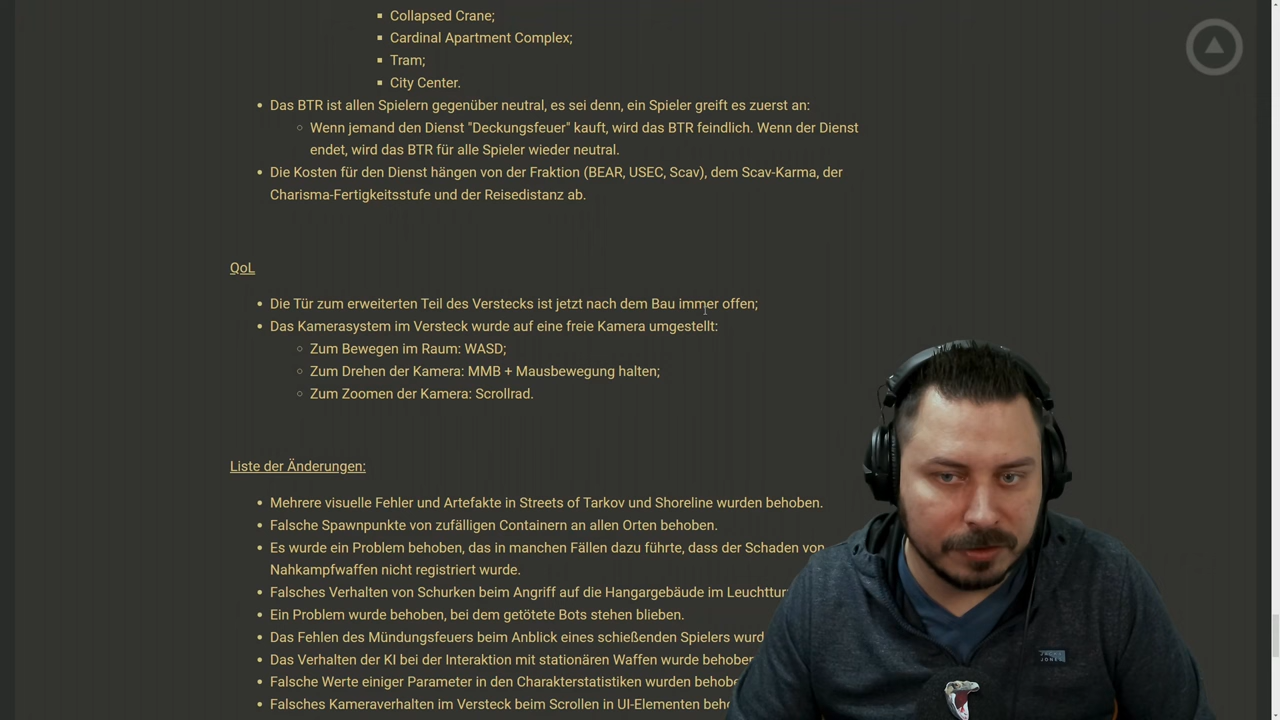 Collapsed Crane;
Cardinal Apartment Complex;
Tram;
City Center.
Das BTR ist allen Spielern gegenüber neutral, es sei denn, ein Spieler greift es zuerst an:
Wenn jemand den Dienst "Deckungsfeuer" kauft, wird das BTR feindlich. Wenn der Dienst
endet, wird das BTR für alle Spieler wieder neutral.
Die Kosten für den Dienst hängen von der Fraktion (BEAR, USEC, Scav), dem Scav-Karma, der
Charisma-Fertigkeitsstufe und der Reisedistanz ab.
QoL
Die Tür zum erweiterten Teil des Verstecks ist jetzt nach dem Bau immer offen;
Das Kamerasystem im Versteck wurde auf eine freie Kamera umgestellt:
Zum Bewegen im Raum: WASD;
Zum Drehen der Kamera: MMB + Mausbewegung halten;
Zum Zoomen der Kamera: Scrollrad.
Liste der Änderungen:
Mehrere visuelle Fehler und Artefakte in Streets of Tarkov und Shoreline wurden behoben.
Falsche Spawnpunkte von zufälligen Containern an allen Orten behoben.
Es wurde ein Problem behoben, das in manchen Fällen dazu führte, dass der Schaden von
Nahkampfwaffen nicht registriert wurde.
Falsches Verhalten von Schurken beim Angriff auf die Hangargebäude im
Ein Problem wurde behoben, bei dem getötete Bots stehen blieben.
Das Fehlen des Mündungsfeuers beim Anblick eines schießenden Spielers
Das Verhalten der KI bei der Interaktion mit stationären Waffen wurde
Falsche Werte einiger Parameter in den Charakterstatistiken wurden
Falsches Kameraverhalten im Versteck beim Scrollen in UI-Elementen
JACK &
JONES